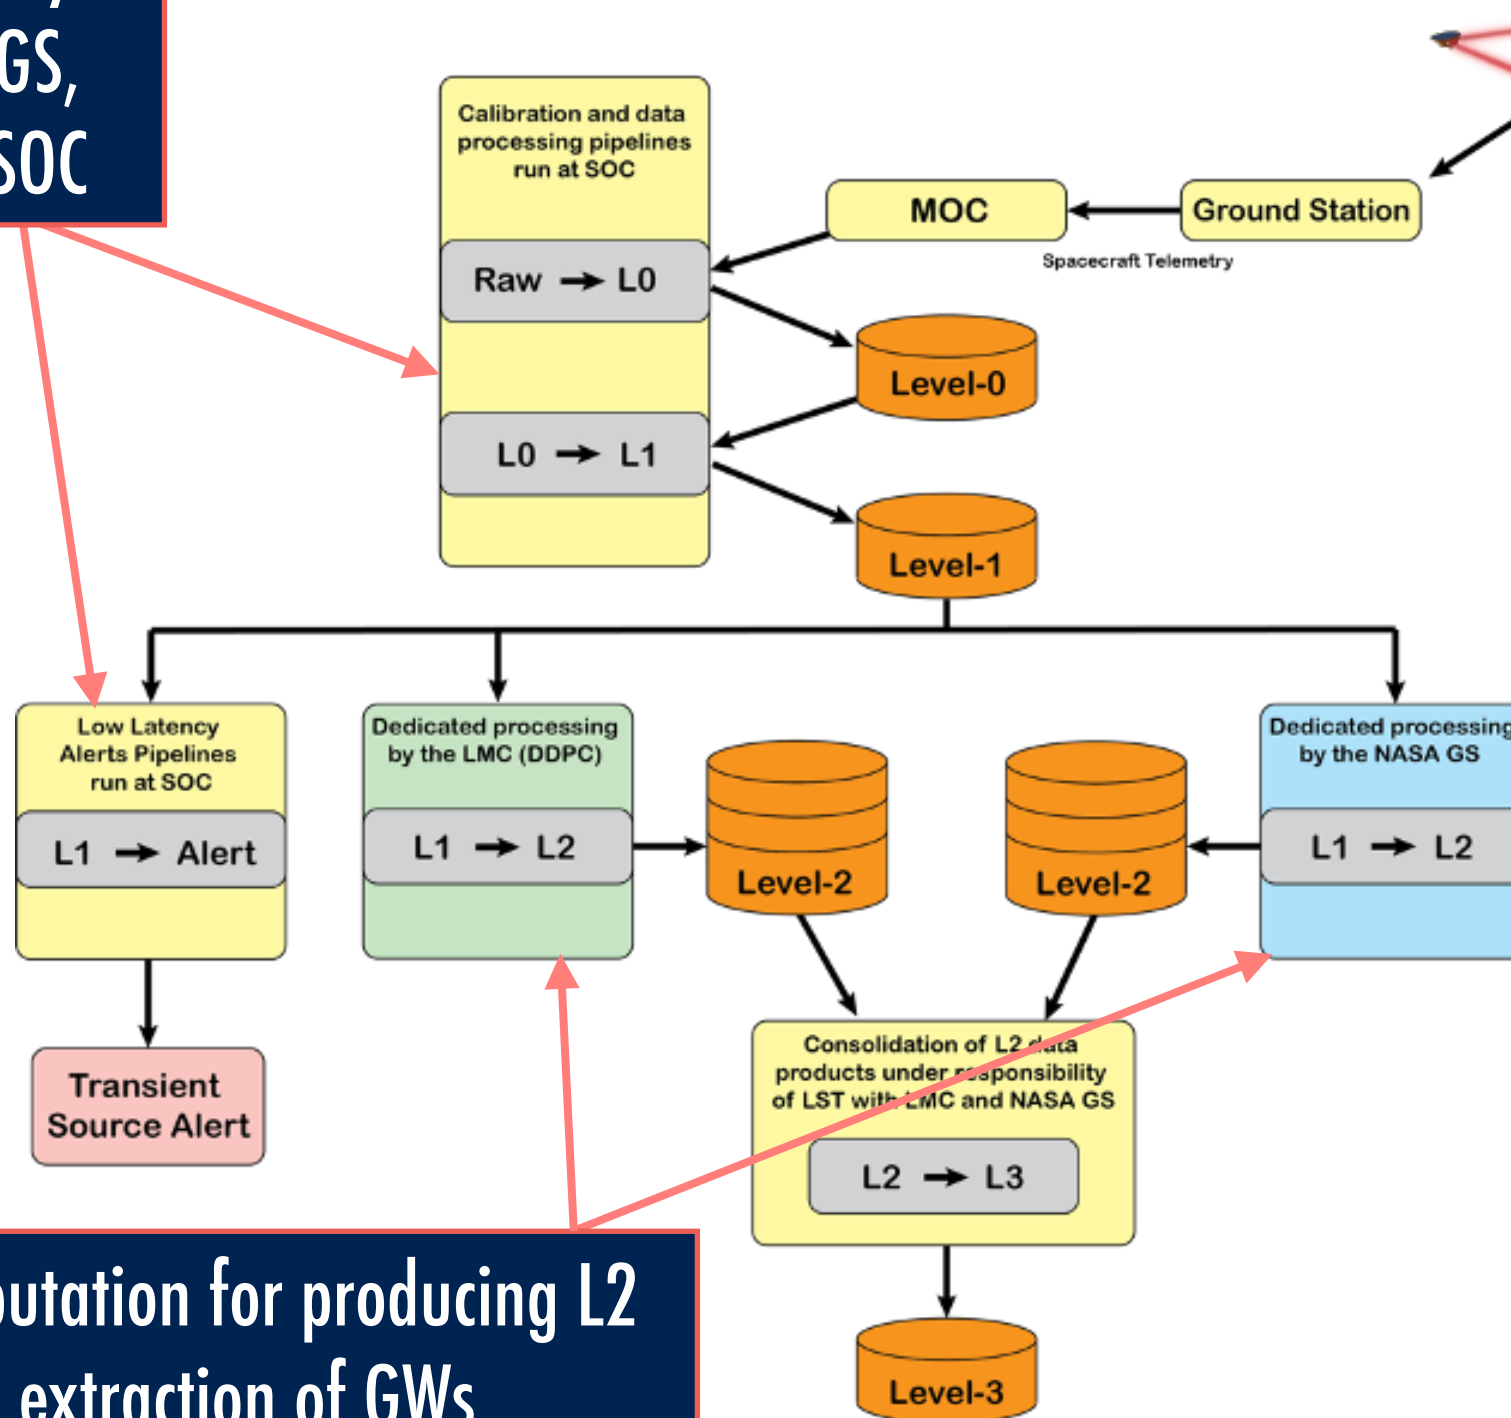 GS,
SOC
Calibration and data
processing pipelines
run at SOC
MOC
Ground Station
Spacecraft Telemetry
Raw → L0
Level-0
L0 → L1
Level-1
Low Latency
Alerts Pipelines
run at SOC
L1 → Alert
Dedicated processing
by the LMC (DDPC)
L1 → L2
Level-2
Level-2
Dedicated processing
by the NASA GS
L1 → L2
Transient
Source Alert
Consolidation of L2 data
products under responsibility
of LST with LMC and NASA GS
L2 → L3
Level-3
putation for producing L2
extraction of GWs